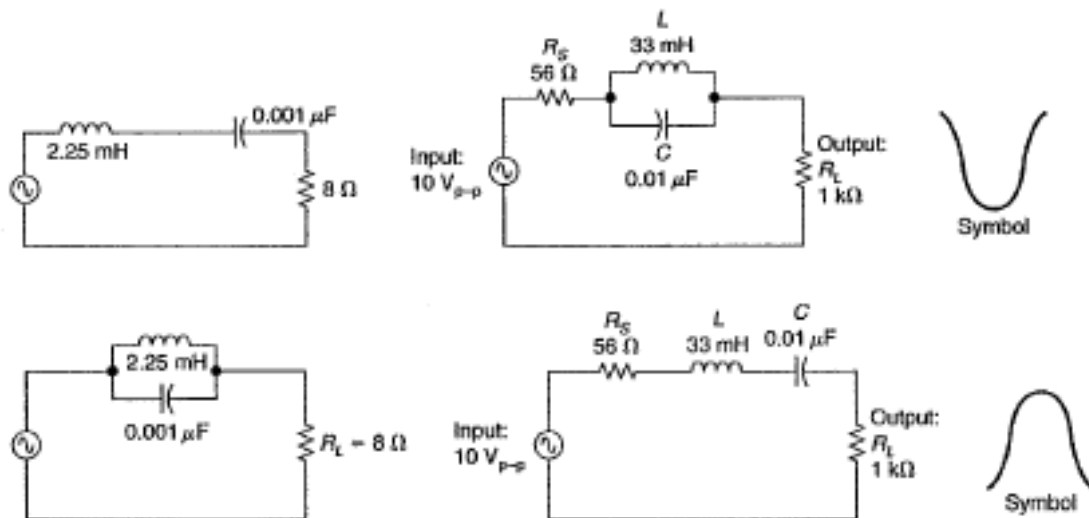 L
33 mH
R_S
56 Ω
0.001 μF
2.25 mH
8 Ω
Input:
10 V_p–p
C
0.01 μF
Output:
R_L
1 kΩ
Symbol
2.25 mH
0.001 μF
R_L = 8 Ω
R_S
56 Ω
L
33 mH
C
0.01 μF
Input:
10 V_p–p
Output:
R_L
1 kΩ
Symbol